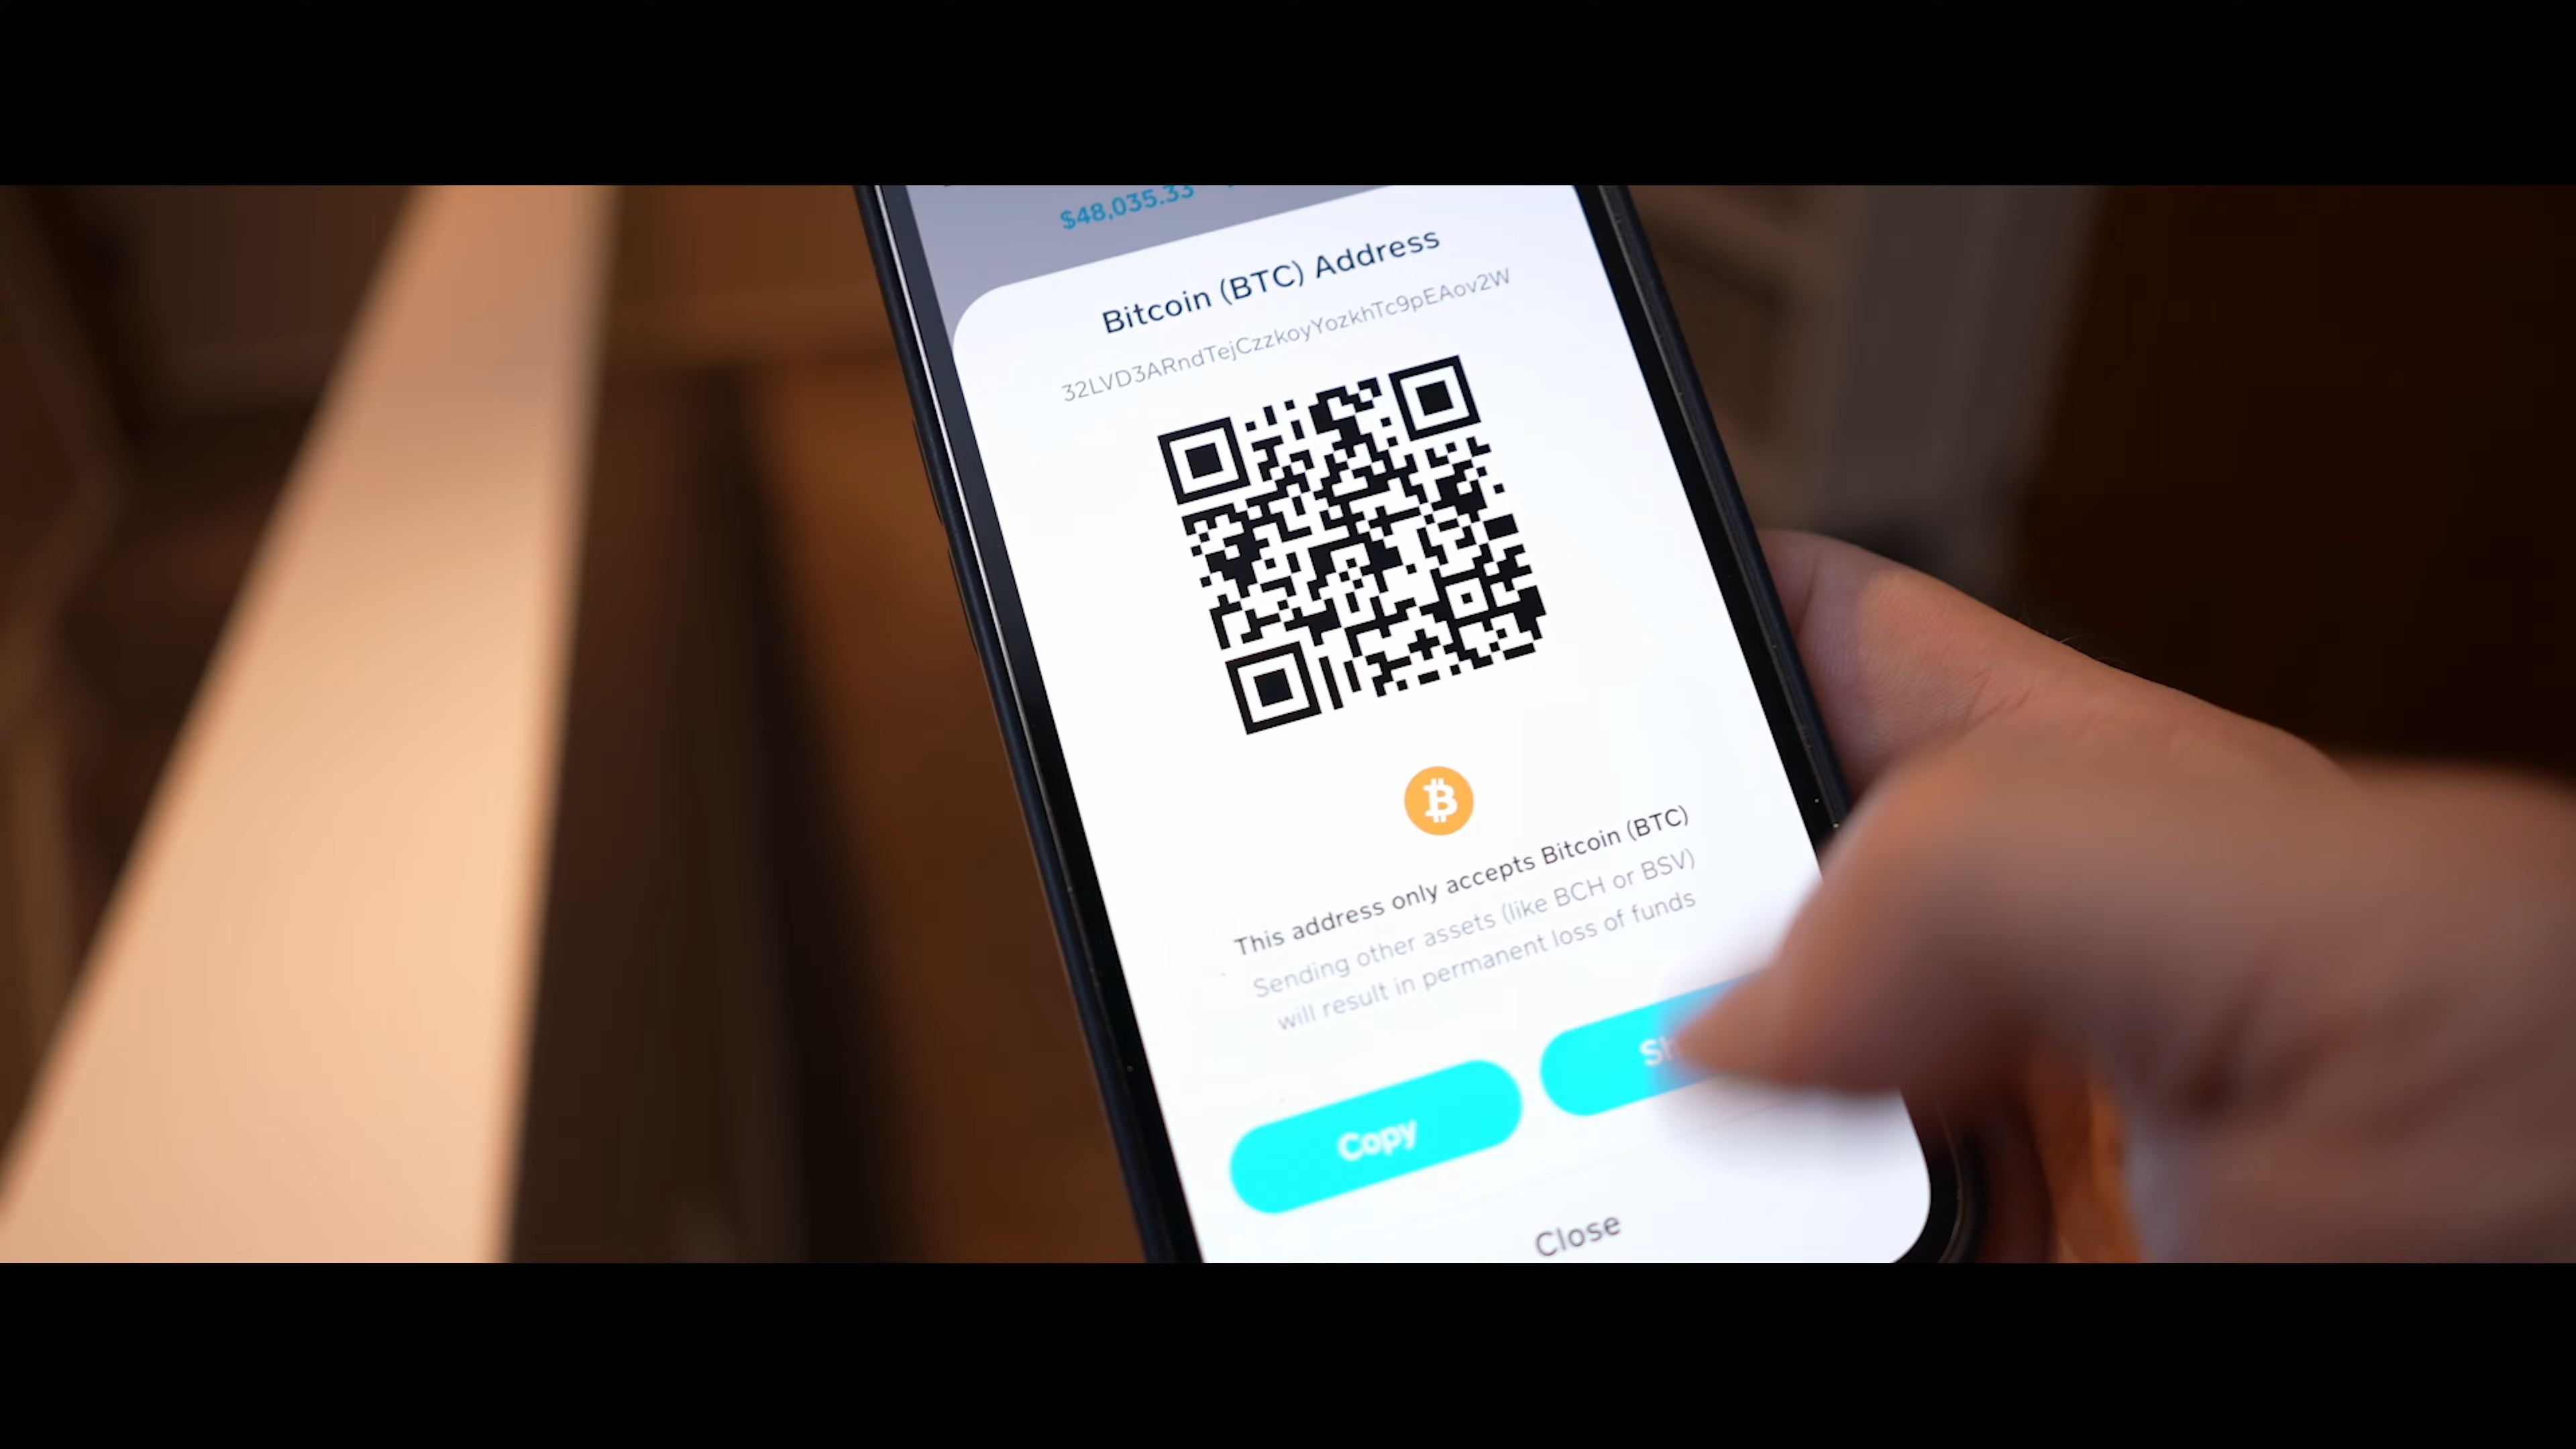 $48,035.33
Bitcoin (BTC) Address
32LVD3ARndTejCzzkoyYozkhTc9pEAov2W
This address only accepts Bitcoin (BTC)
Sending other assets (like BCH or BSV)
will result in permanent loss of funds
Copy
Close